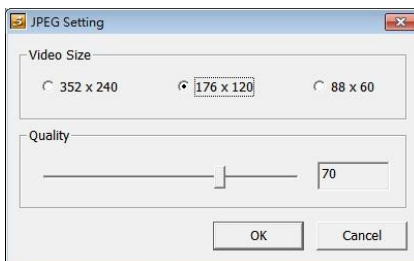 JPEG Setting
Video Size
352 x 240
176 x 120
88 x 60
Quality
70
OK
Cancel